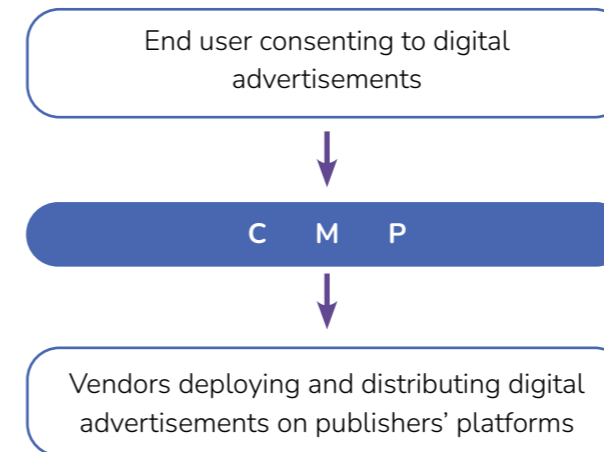 End user consenting to digital
advertisements
C M P
Vendors deploying and distributing digital
advertisements on publishers’ platforms